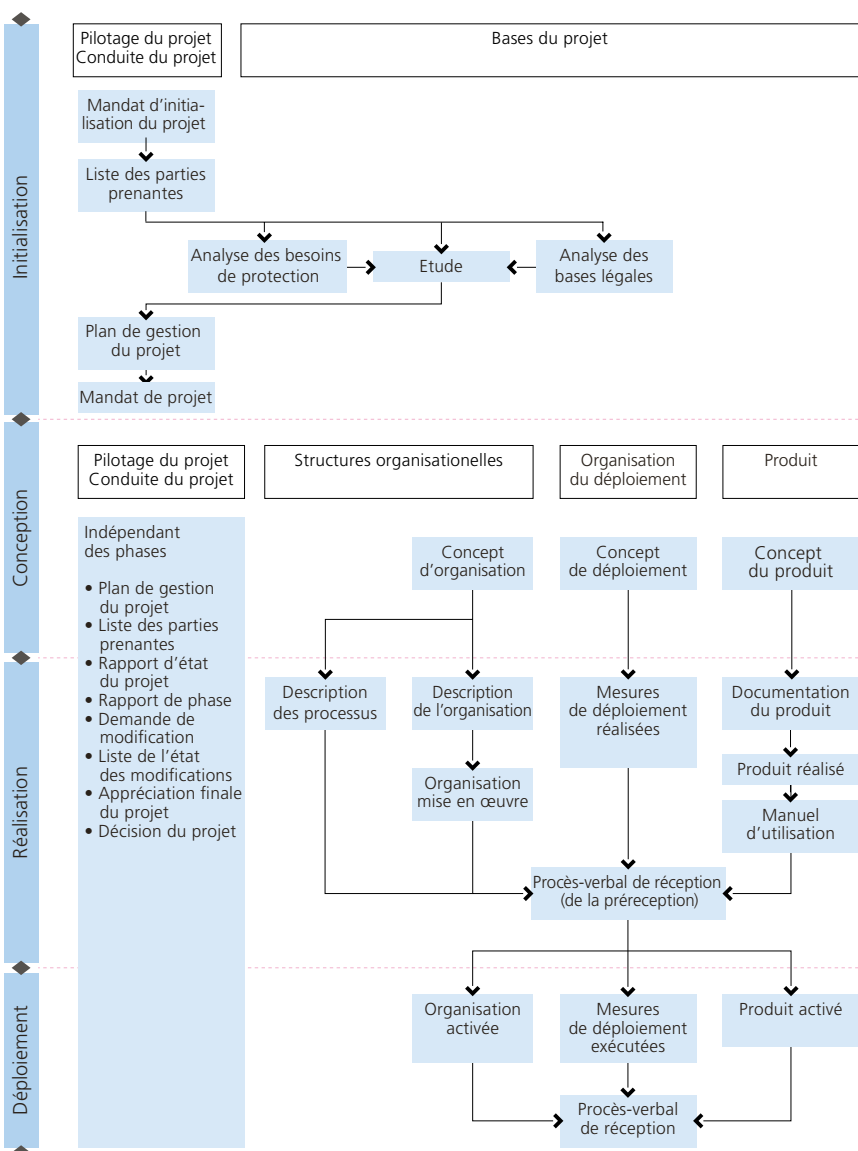 Initialisation
Pilotage du projet
Conduite du projet
Bases du projet
Mandat d'initia-
lisation du projet
Liste des parties
prenantes
Analyse des besoins
de protection
Etude
Analyse des
bases légales
Plan de gestion
du projet
Mandat de projet
Conception
Pilotage du projet
Conduite du projet
Structures organisationelles
Organisation
du déploiement
Produit
Indépendant
des phases
• Plan de gestion
du projet
• Liste des parties
prenantes
• Rapport d'état
du projet
• Rapport de phase
• Demande de
modification
• Liste de l'état
des modifications
• Appréciation finale
du projet
• Décision du projet
Concept
d'organisation
Concept
de déploiement
Concept
du produit
Réalisation
Description
des processus
Description
de l'organisation
Mesures
de déploiement
réalisées
Documentation
du produit
Organisation
mise en œuvre
Produit réalisé
Manuel
d'utilisation
Procès-verbal de réception
(de la préreception)
Déploiement
Organisation
activée
Mesures
de déploiement
exécutées
Produit activé
Procès-verbal
de réception